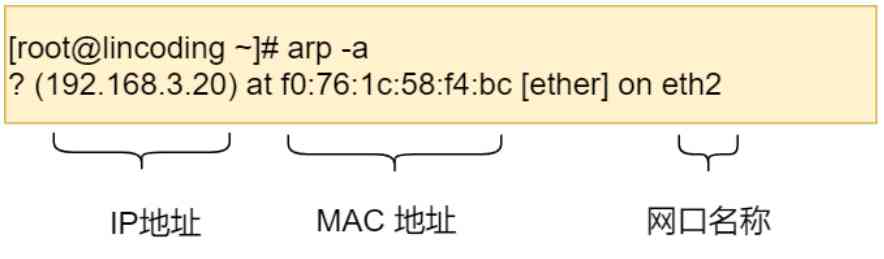 [root@lincoding ~]# arp -a
? (192.168.3.20) at f0:76:1c:58:f4:bc [ether] on eth2
IP地址 MAC 地址 网口名称